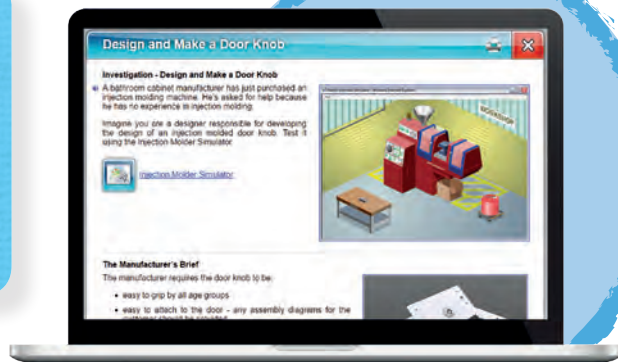 Design and Make a Door Knob
Investigation - Design and Make a Door Knob
A bathroom cabinet manufacturer has just purchased an
injection molding machine. He's asked for help because
he has no experience in injection molding.
Imagine you are a designer responsible for developing
the design of an injection molded door knob. Test it
using the Injection Molder Simulator.
Injection Molder Simulator
WORKSHOP
The Manufacturer's Brief
The manufacturer requires the door knob to be:
easy to grip by all age groups
easy to attach to the door - any assembly diagrams for the
customer should be